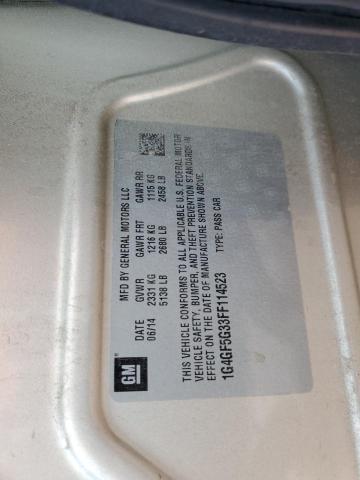 MFD BY GENERAL MOTORS LLC
DATE GVWR GAWR FRT GAWR RR
06/14 2331 KG 1216 KG 1115 KG
5138 LB 2680 LB 2458 LB
GM
THIS VEHICLE CONFORMS TO ALL APPLICABLE U.S. FEDERAL MOTOR
VEHICLE SAFETY, BUMPER, AND THEFT PREVENTION STANDARDS IN
EFFECT ON THE DATE OF MANUFACTURE SHOWN ABOVE.
1G4GF5G33FF114523 TYPE: PASS CAR